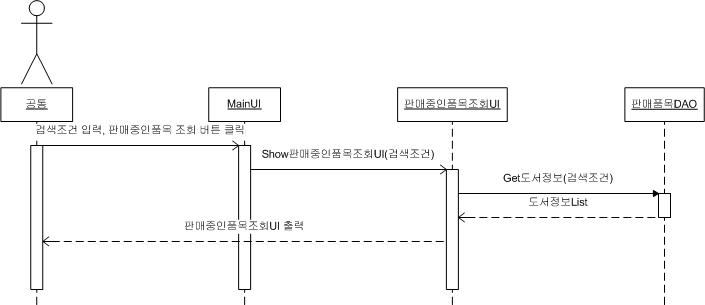 공통
MainUI
판매중인품목조회UI
판매품목DAO
검색조건 입력, 판매중인품목 조회 버튼 클릭
Show판매중인품목조회UI(검색조건)
Get도서정보(검색조건)
도서정보List
판매중인품목조회UI 출력